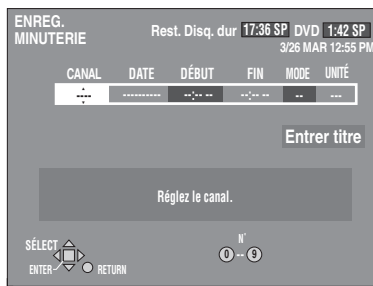 ENREG.
MINUTERIE
Rest. Disq. dur 17:36 SP DVD 1:42 SP
3/26 MAR 12:55 PM
CANAL DATE DÉBUT FIN MODE UNITÉ
---- ---------- --:-- -- --:-- -- -- ---
Entrer titre
Réglez le canal.
SÉLECT
ENTER RETURN
N°
0 -- 9